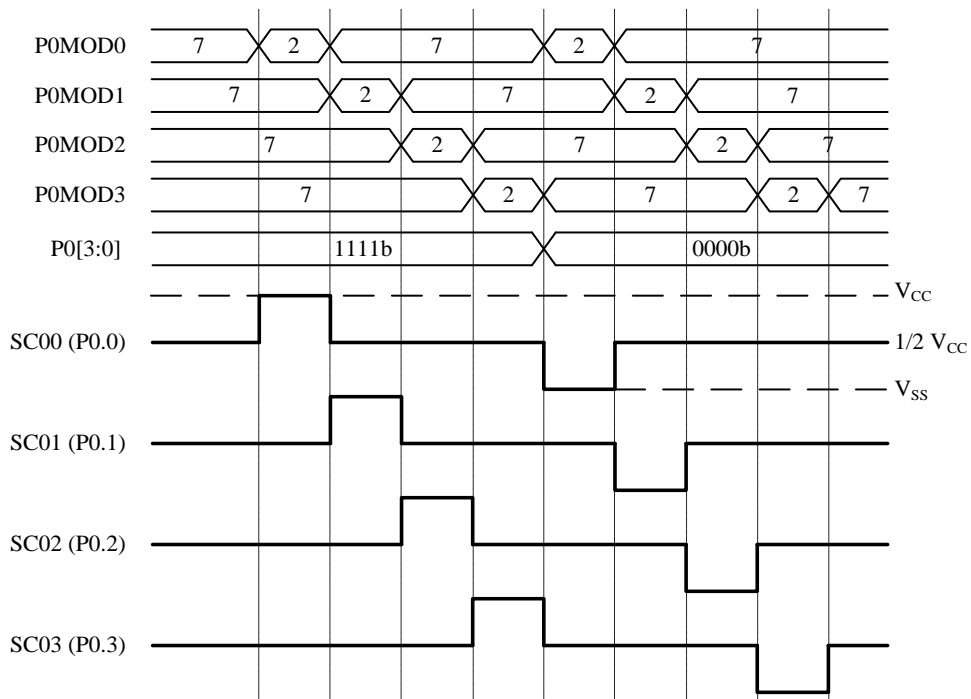 P0MOD0 7 2 7 2 7
P0MOD1 7 2 7 2 7
P0MOD2 7 2 7 2 7
P0MOD3 7 2 7 2 7
P0[3:0] 1111b 0000b
VCC
SC00 (P0.0) 1/2 VCC
VSS
SC01 (P0.1)
SC02 (P0.2)
SC03 (P0.3)